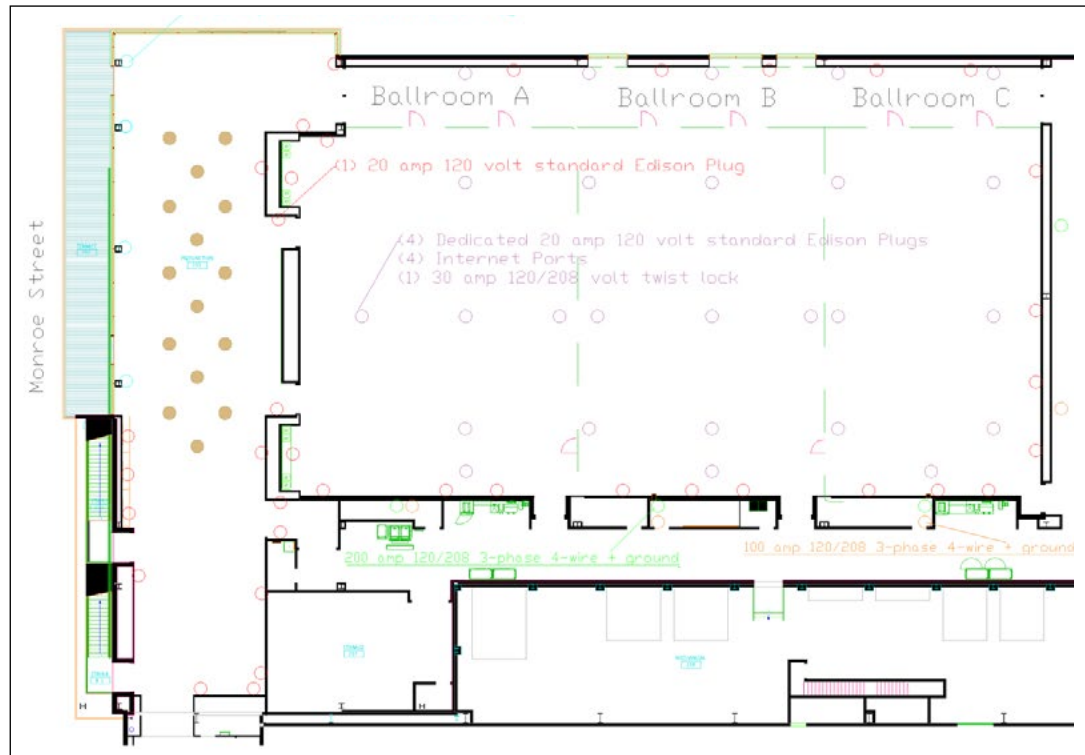 Ballroom A
Ballroom B
Ballroom C
(1) 20 amp 120 volt standard Edison Plug
(4) Dedicated 20 amp 120 volt standard Edison Plugs
(4) Internet Ports
(1) 30 amp 120/208 volt twist lock
Monroe Street
200 amp 120/208 3-phase 4-wire + ground
100 amp 120/208 3-phase 4-wire + ground